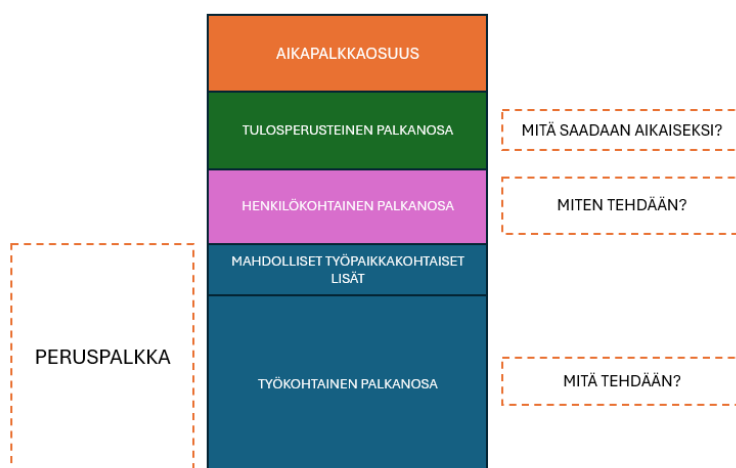 AIKAPALKKAOSUUS
TULOSPERUSTEINEN PALKANOSA
MITÄ SAADAAN AIKAISEKSI?
HENKILÖKOHTAINEN PALKANOSA
MITEN TEHDÄÄN?
MAHDOLLISET TYÖPAIKKAKOHTAISET
LISÄT
PERUSPALKKA
TYÖKOHTAINEN PALKANOSA
MITÄ TEHDÄÄN?